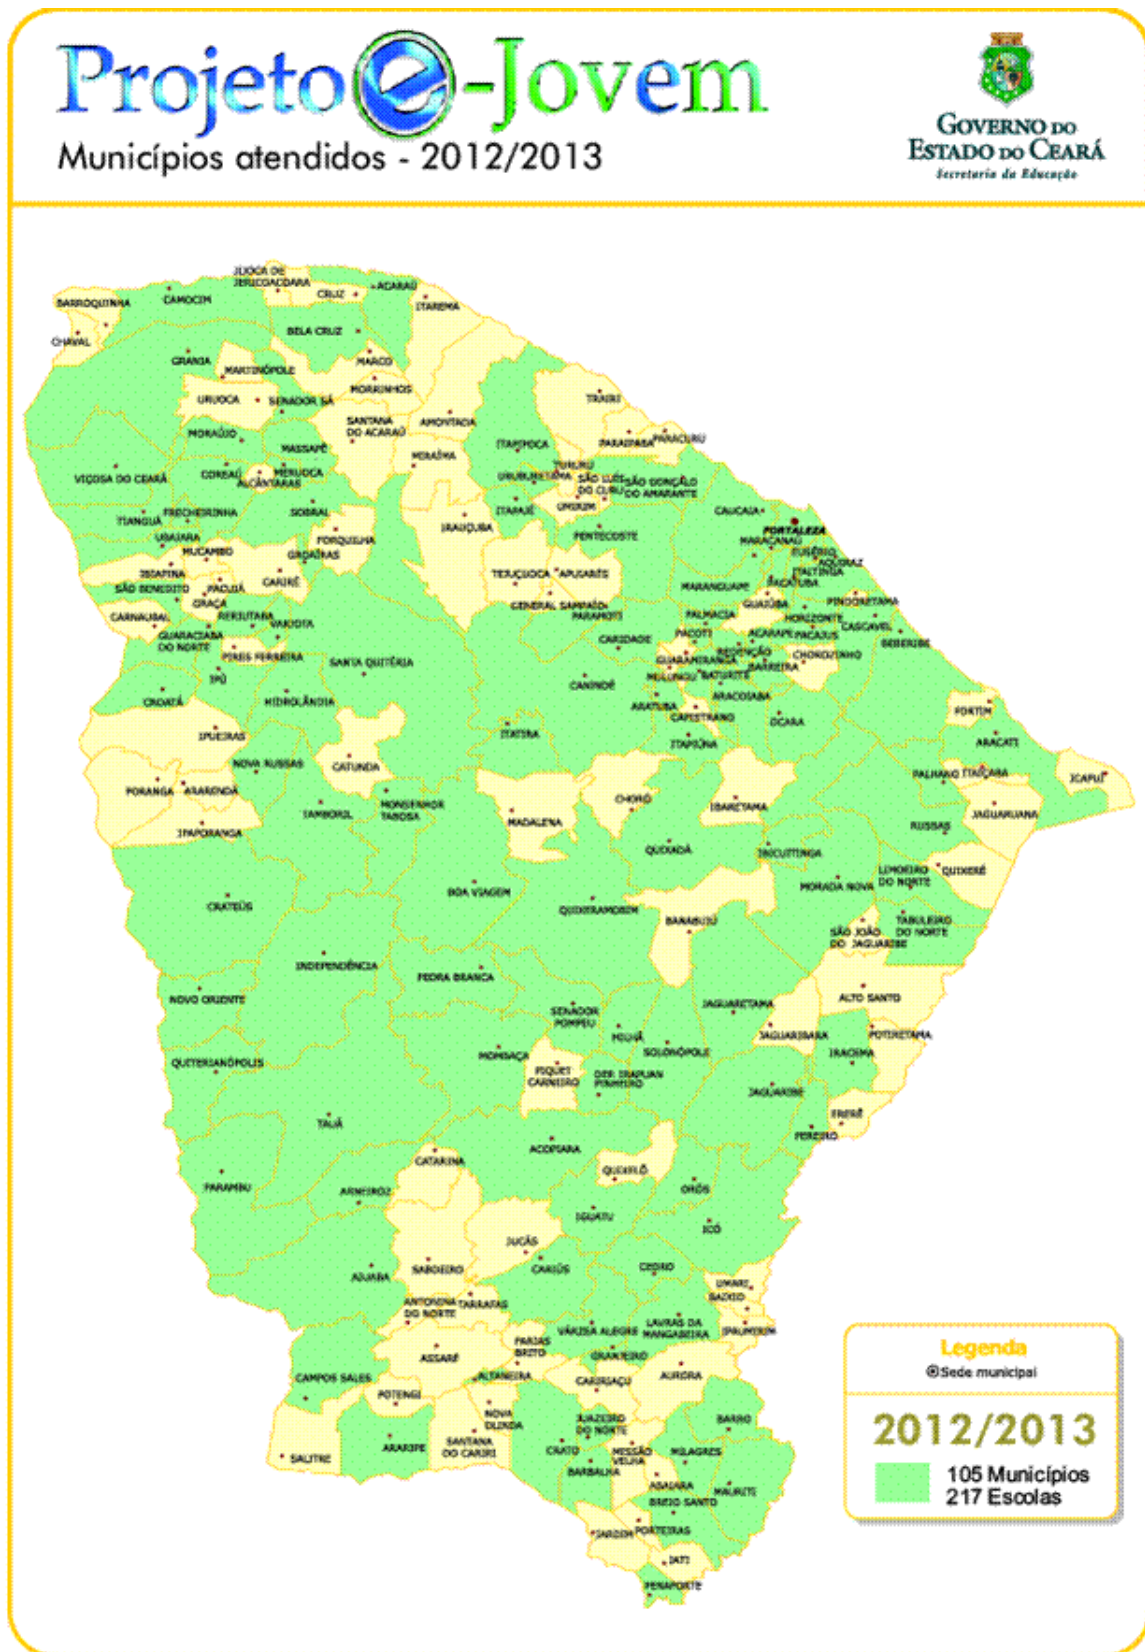 Projeto e-Jovem
Municípios atendidos - 2012/2013
GOVERNO DO
ESTADO DO CEARÁ
Secretaria da Educação
JIJOCA DE
JERICOACOARA
CRUZ
ACARAÚ
ITAREMA
BARROQUINHA
CAMOCIM
CHAVAL
BELA CRUZ
GRANJA
MARCO
MARTINÓPOLE
MORRINHOS
URUOCA
SENADOR SÁ
TRAIRI
SANTANA
DO ACARAÚ
AMONTADA
MORAÚJO
PARAIPABA
PARACURU
MASSAPÊ
ITAPIPOCA
MIRAÍMA
VIÇOSA DO CEARÁ
COREAÚ
MERUOCA
ALCÂNTARAS
TURURU
URUBURETAMA
SÃO LUÍS
DO CURU
SÃO GONÇALO
DO AMARANTE
UMIRIM
TIANGUÁ
FRECHEIRINHA
SOBRAL
IRAUÇUBA
ITAPAJÉ
CAUCAIA
FORTALEZA
UBAJARA
FORQUILHA
PENTECOSTE
MARACANAÚ
EUSÉBIO
AQUIRAZ
MUCAMBO
GROAÍRAS
IBIAPINA
ITAITINGA
PACATUBA
SÃO BENEDITO
PACUJÁ
CARIRÉ
TEJUÇUOCA
APUIARÉS
MARANGUAPE
GRAÇA
GENERAL SAMPAIO
GUAIÚBA
PINDORETAMA
CARNAUBAL
RERIUTABA
VARJOTA
PARAMOTI
PALMACIA
HORIZONTE
CASCAVEL
GUARACIABA
DO NORTE
CARIDADE
PACOTI
ACARAPE
PACAJUS
BEBERIBE
PIRES FERREIRA
REDENÇÃO
CHOROZINHO
SANTA QUITÉRIA
GUARAMIRANGA
BARREIRA
IPÚ
CANINDÉ
MULUNGU
BATURITÉ
CROATÁ
HIDROLÂNDIA
ARATUBA
ARACOIABA
CAPISTRANO
OCARA
FORTIM
IPUEIRAS
ITATIRA
ITAPIÚNA
ARACATI
NOVA RUSSAS
CATUNDA
PALHANO
ITAIÇABA
ICAPUÍ
PORANGA
ARARENDÁ
MONSENHOR
TABOSA
CHORÓ
IBARETAMA
TAMBORIL
MADALENA
JAGUARUANA
IPAPORANGA
RUSSAS
QUIXADÁ
IBICUITINGA
LIMOEIRO
DO NORTE
QUIXERÉ
BOA VIAGEM
MORADA NOVA
CRATEÚS
QUIXERAMOBIM
BANABUIÚ
TABULEIRO
DO NORTE
SÃO JOÃO
DO JAGUARIBE
INDEPENDÊNCIA
PEDRA BRANCA
NOVO ORIENTE
ALTO SANTO
SENADOR
POMPEU
JAGUARETAMA
JAGUARIBARA
POTIRETAMA
MILHÃ
SOLONÓPOLE
IRACEMA
QUITERIANÓPOLIS
MOMBAÇA
PIQUET
CARNEIRO
DEP. IRAPUAN
PINHEIRO
JAGUARIBE
ERERÊ
TAUÁ
PEREIRO
ACOPIARA
CATARINA
QUIXELÔ
PARAMBU
ARNEIROZ
ORÓS
IGUATU
ICÓ
JUCÁS
AIUABA
SABOEIRO
CARIÚS
CEDRO
UMARI
BAIXIO
ANTONINA
DO NORTE
TARRAFAS
VÁRZEA ALEGRE
LAVRAS DA
MANGABEIRA
IPAUMIRIM
FARIAS
BRITO
ASSARÉ
GRANJEIRO
CAMPOS SALES
ALTANEIRA
CARIRIAÇU
AURORA
POTENGI
NOVA
OLINDA
JUAZEIRO
DO NORTE
BARRO
ARARIPE
SANTANA
DO CARIRI
CRATO
MISSÃO
VELHA
MILAGRES
SALITRE
BARBALHA
ABAIARA
MAURITI
BREJO SANTO
JARDIM
PORTEIRAS
JATI
PENAFORTE
Legenda
Sede municipal
2012/2013
105 Municípios
217 Escolas